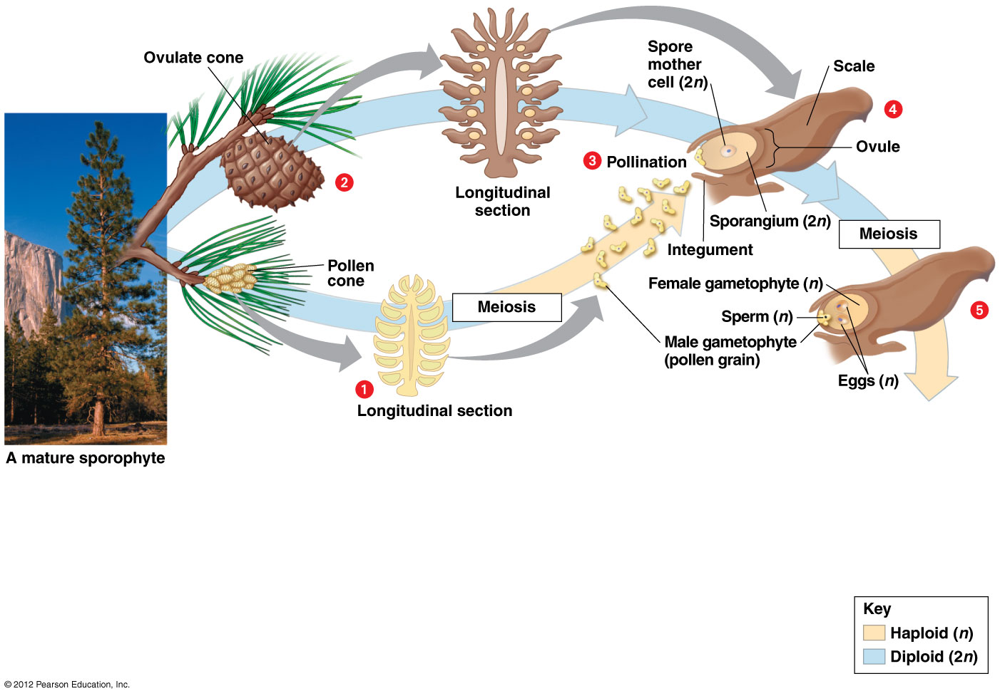 Ovulate cone
Spore
mother
cell (2n)
Scale
4
Ovule
3 Pollination
2
Longitudinal
section
Sporangium (2n)
Integument
Meiosis
Pollen
cone
Meiosis
Female gametophyte (n)
Sperm (n)
5
Male gametophyte
(pollen grain)
Eggs (n)
1
Longitudinal section
A mature sporophyte
Key
Haploid (n)
Diploid (2n)
© 2012 Pearson Education, Inc.